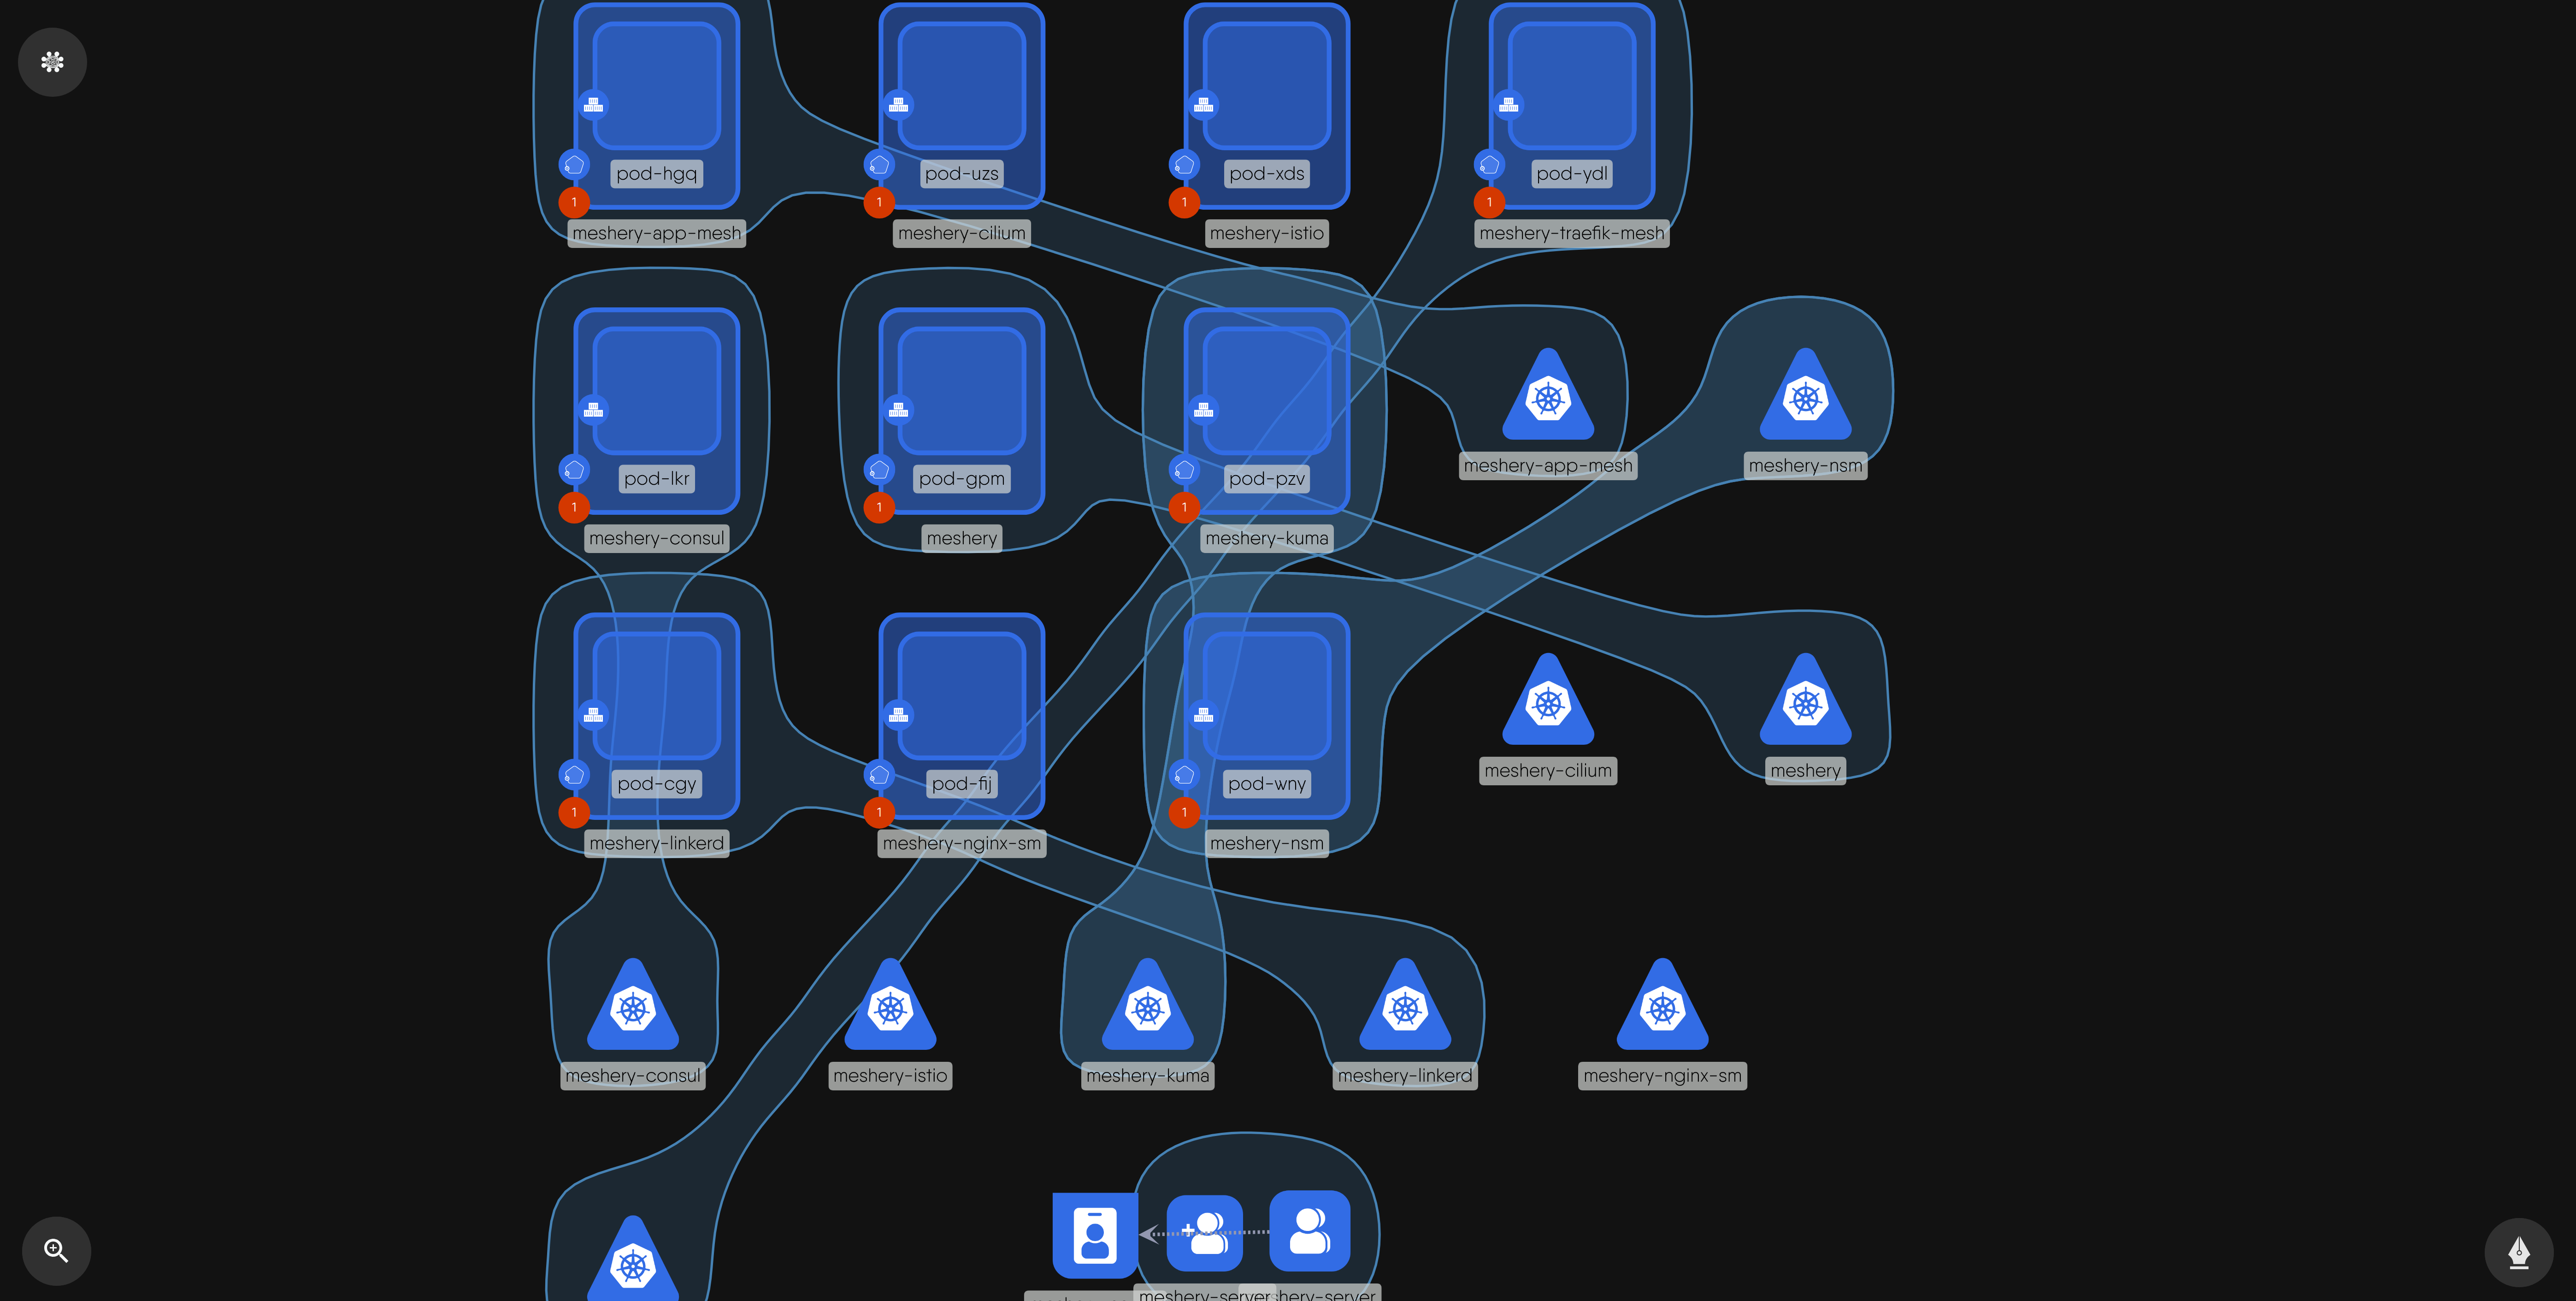 pod-hgq
pod-uzs
pod-xds
pod-ydl
1
1
1
1
meshery-app-mesh
meshery-cilium
meshery-istio
meshery-traefik-mesh
pod-lkr
pod-gpm
pod-pzv
meshery-app-mesh
meshery-nsm
1
1
1
meshery-consul
meshery
meshery-kuma
pod-cgy
pod-fij
pod-wny
meshery-cilium
meshery
1
1
1
meshery-linkerd
meshery-nginx-sm
meshery-nsm
meshery-consul
meshery-istio
meshery-kuma
meshery-linkerd
meshery-nginx-sm
meshery-server
hery-server